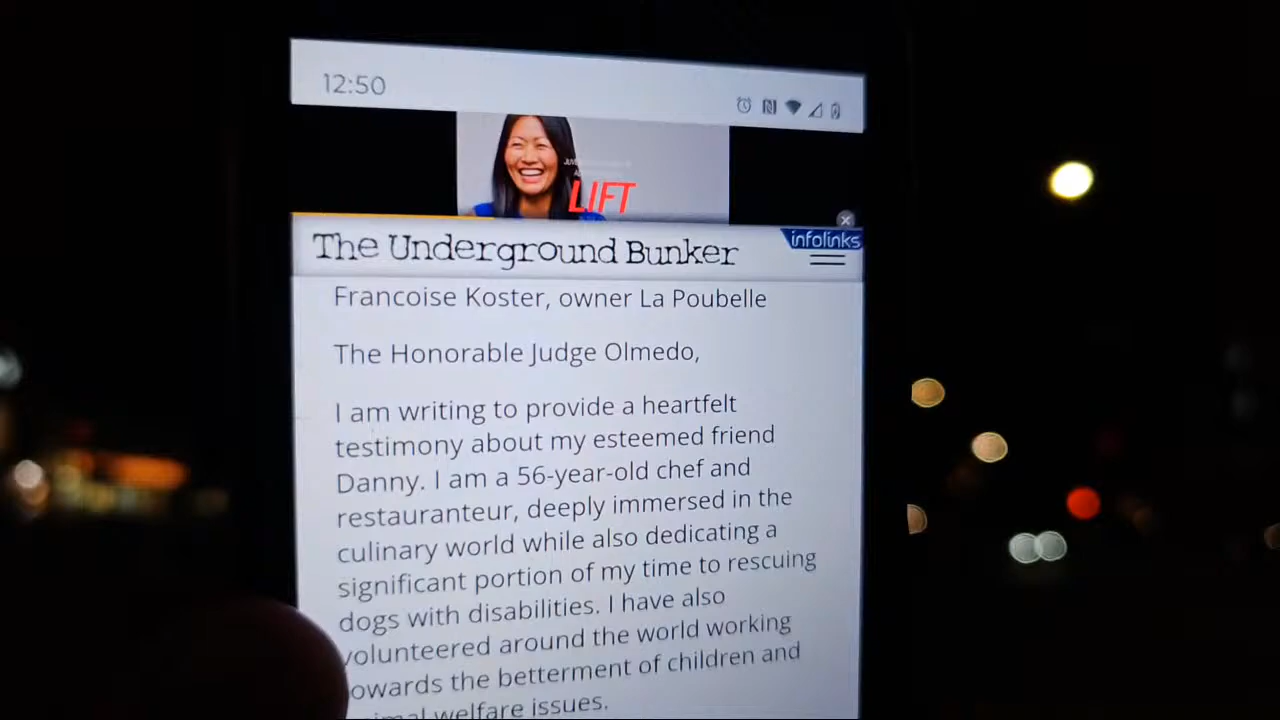 12:50
LIFT
infolinks
The Underground Bunker
Francoise Koster, owner La Poubelle
The Honorable Judge Olmedo,
I am writing to provide a heartfelt
testimony about my esteemed friend
Danny. I am a 56-year-old chef and
restauranteur, deeply immersed in the
culinary world while also dedicating a
significant portion of my time to rescuing
dogs with disabilities. I have also
volunteered around the world working
towards the betterment of children and
welfare issues.